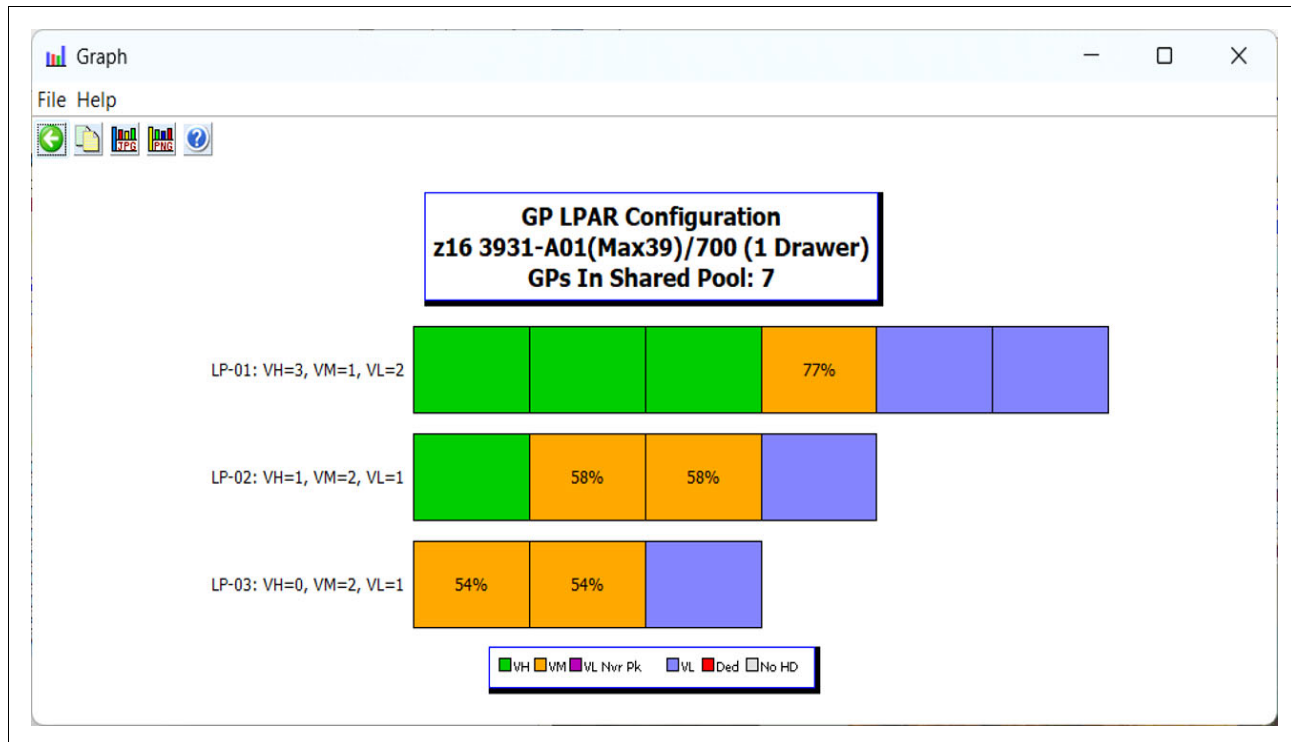 Graph
File Help
JPG PNG ?
GP LPAR Configuration
z16 3931-A01(Max39)/700 (1 Drawer)
GPs In Shared Pool: 7
LP-01: VH=3, VM=1, VL=2
77%
LP-02: VH=1, VM=2, VL=1
58% 58%
LP-03: VH=0, VM=2, VL=1
54% 54%
VH VM VL Nvr Pk VL Ded No HD